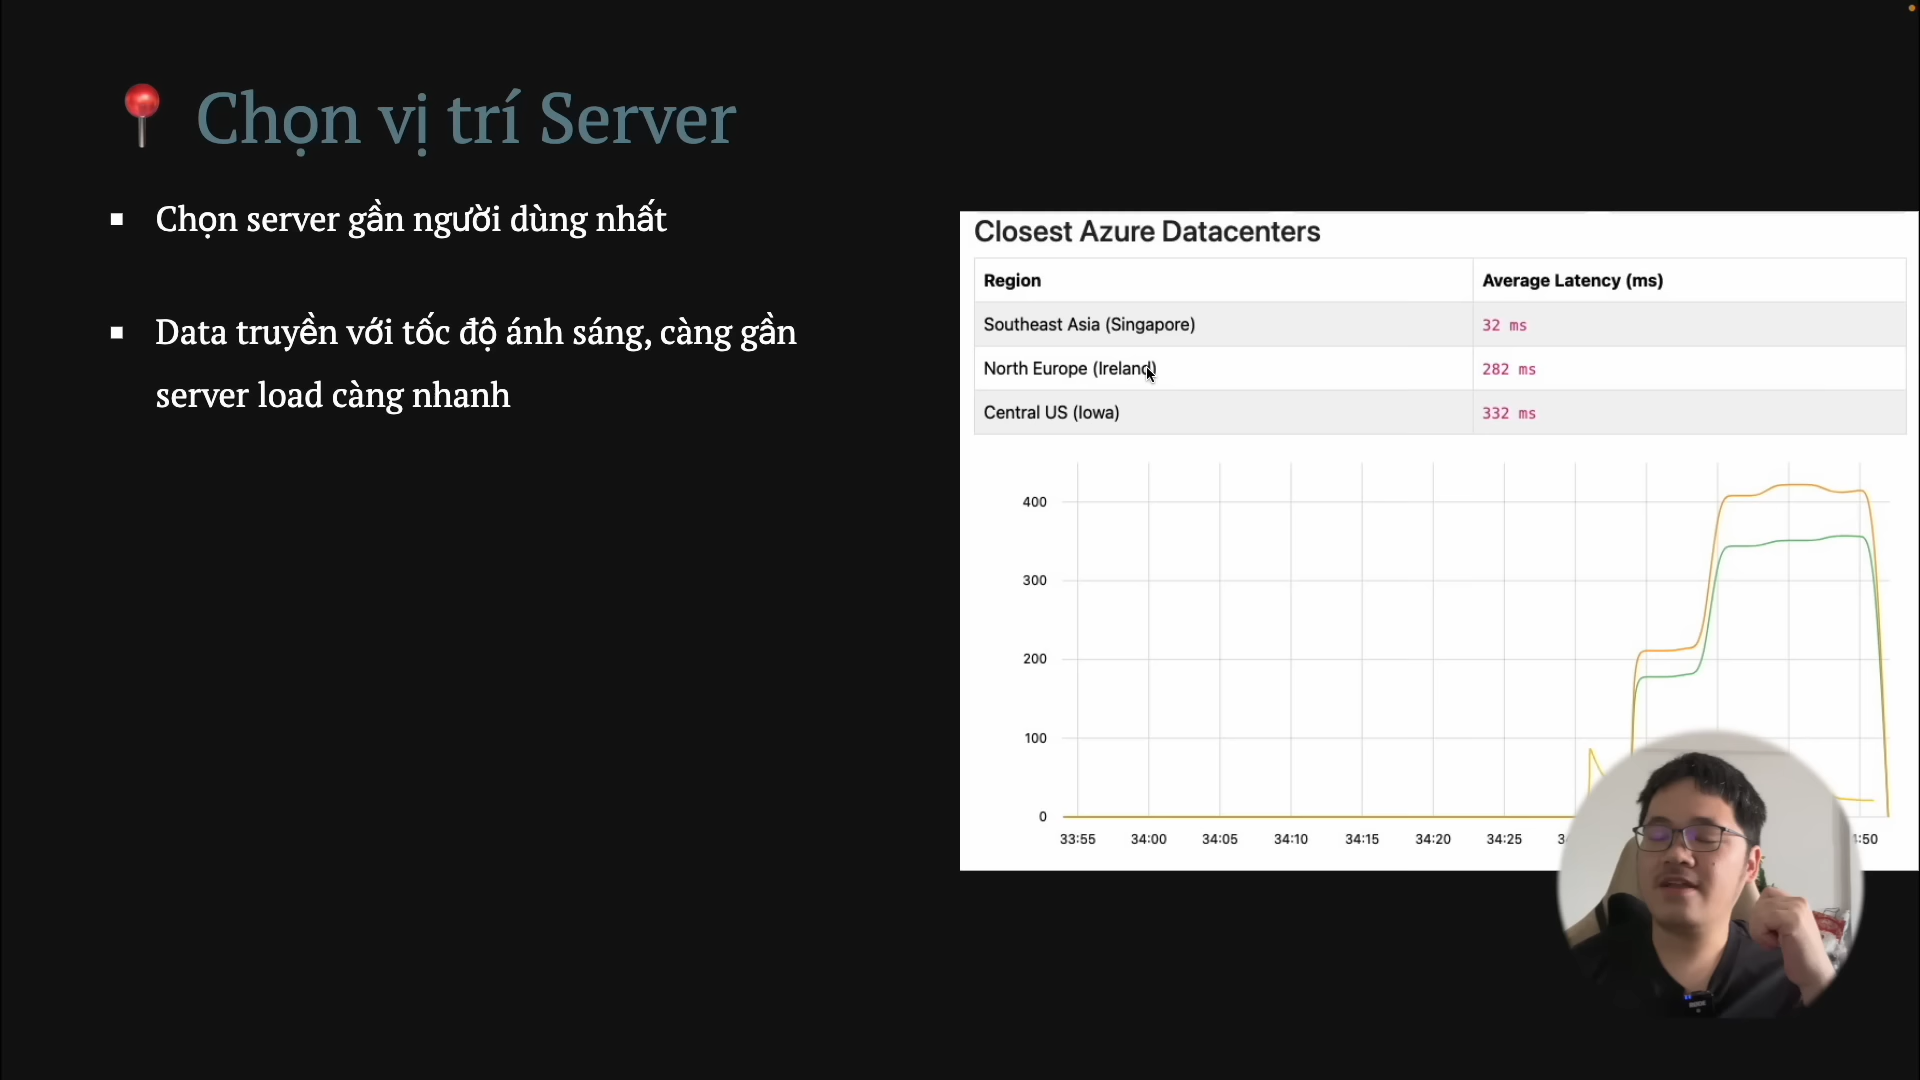 Chọn vị trí Server
Chọn server gần người dùng nhất
Data truyền với tốc độ ánh sáng, càng gần
server load càng nhanh
Closest Azure Datacenters
Region Average Latency (ms)
Southeast Asia (Singapore) 32 ms
North Europe (Ireland) 282 ms
Central US (Iowa) 332 ms
400
300
200
100
0
33:55 34:00 34:05 34:10 34:15 34:20 34:25